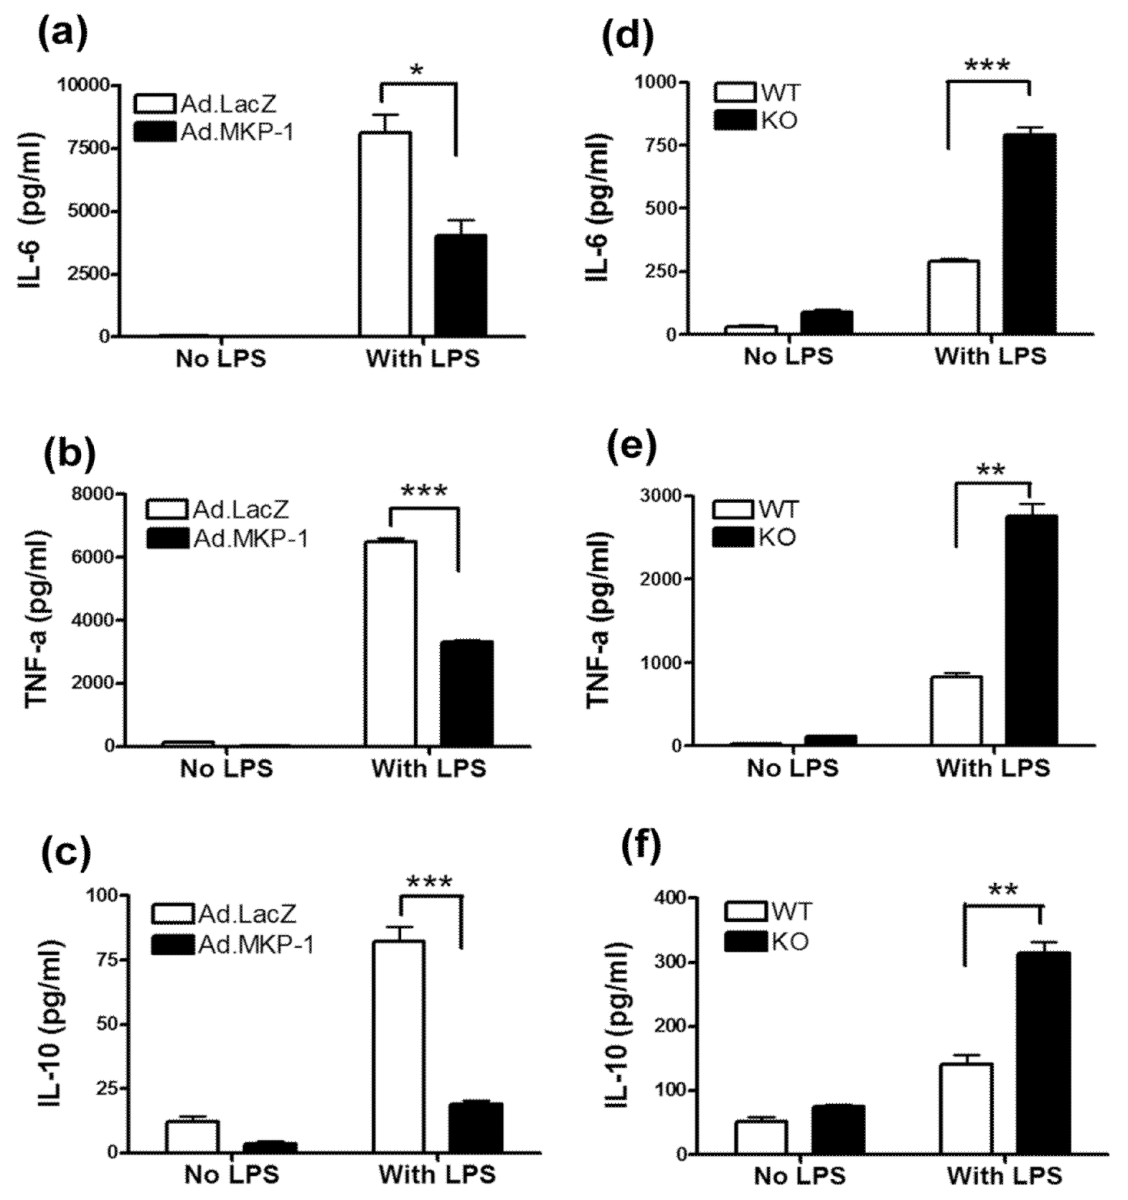 (a)
*
10000
7500
5000
2500
0
IL-6 (pg/ml)
Ad.LacZ
Ad.MKP-1
No LPS
With LPS
(d)
***
1000
750
500
250
0
IL-6 (pg/ml)
WT
KO
No LPS
With LPS
(b)
***
8000
6000
4000
2000
0
TNF-a (pg/ml)
Ad.LacZ
Ad.MKP-1
No LPS
With LPS
(e)
**
3000
2000
1000
0
TNF-a (pg/ml)
WT
KO
No LPS
With LPS
(c)
***
100
75
50
25
0
IL-10 (pg/ml)
Ad.LacZ
Ad.MKP-1
No LPS
With LPS
(f)
**
400
300
200
100
0
IL-10 (pg/ml)
WT
KO
No LPS
With LPS